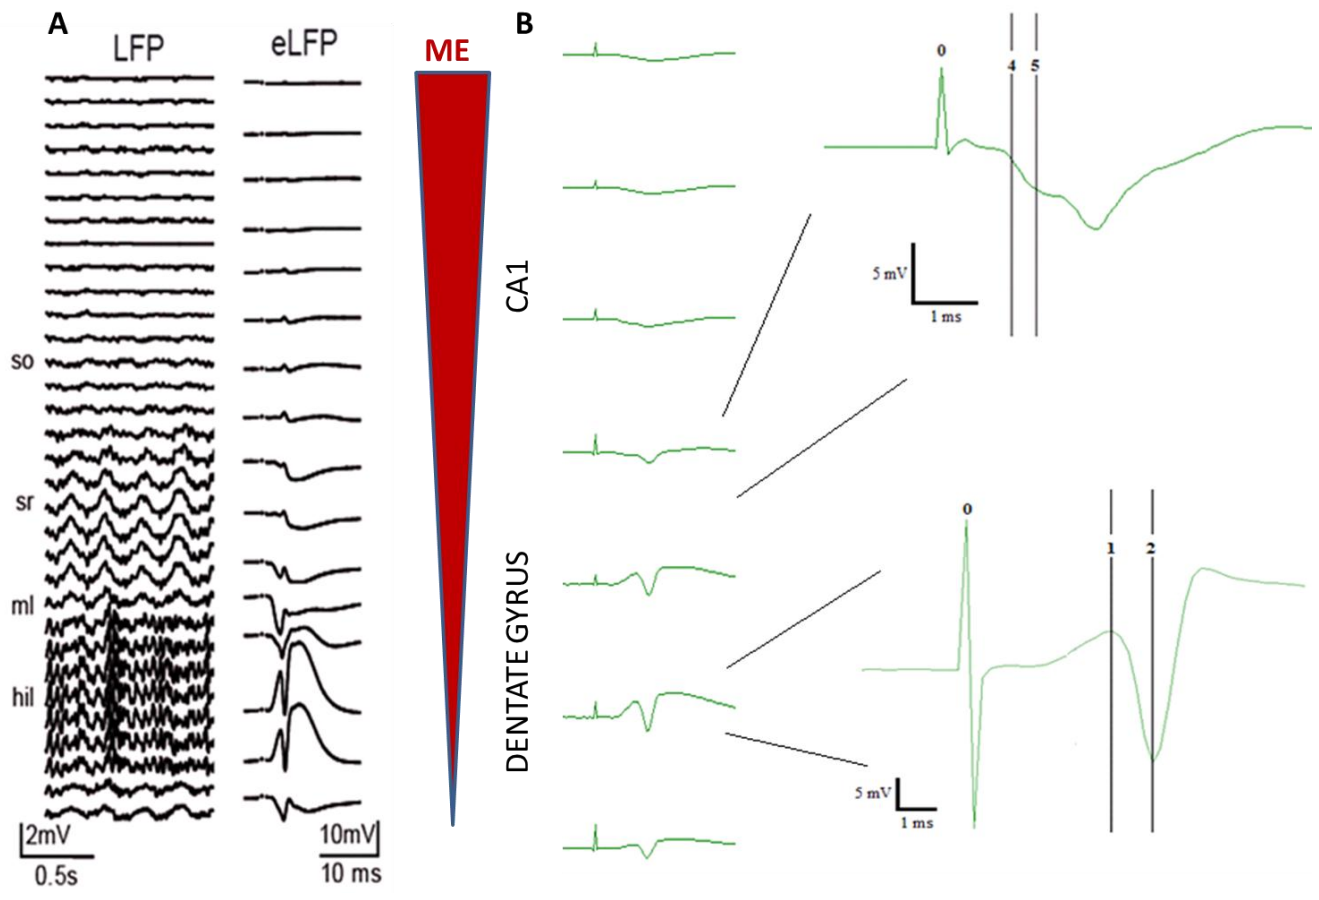 A
LFP
eLFP
ME
B
so
sr
ml
hil
2mV
0.5s
10mV
10 ms
CA1
DENTATE GYRUS
0
4
5
5 mV
1 ms
0
1
2
5 mV
1 ms